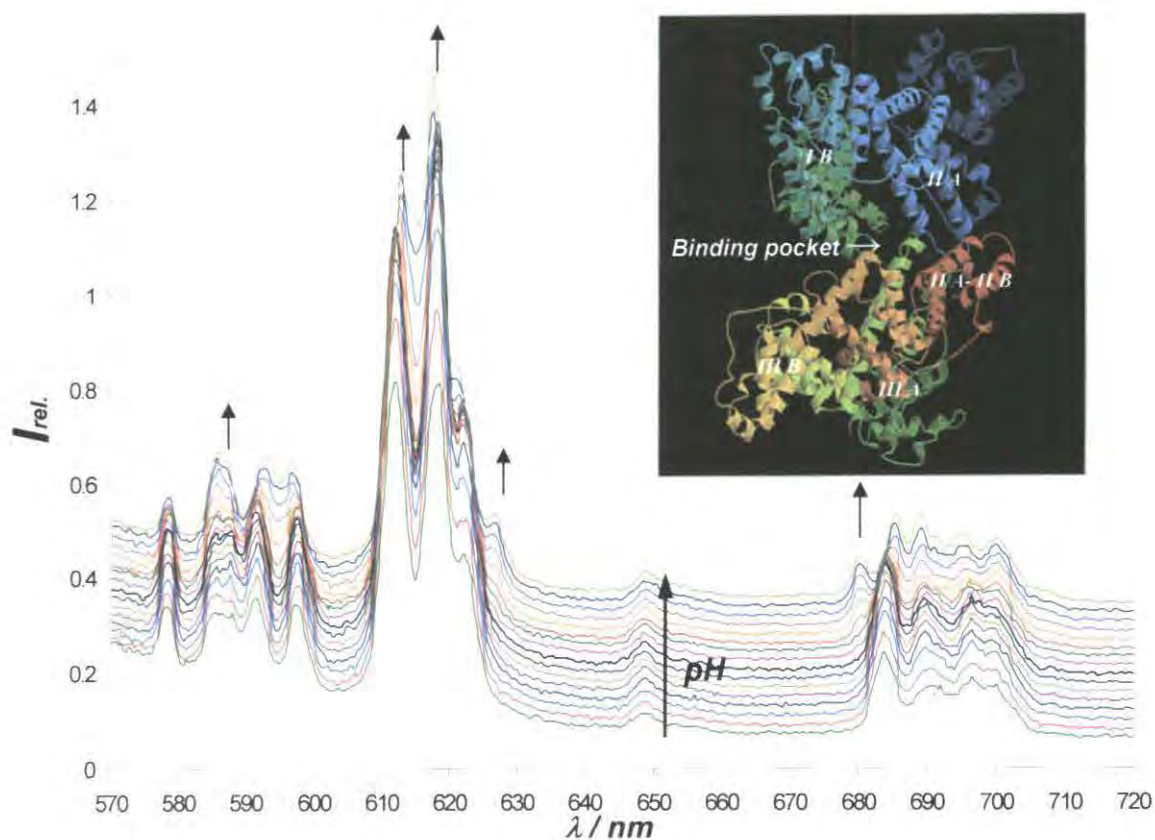 1.4
1.2
1
0.8
0.6
0.4
0.2
0
I rel.
570 580 590 600 610 620 630 640 650 660 670 680 690 700 710 720
λ / nm
pH
I B
II A
Binding pocket →
II A- II B
III B
III A